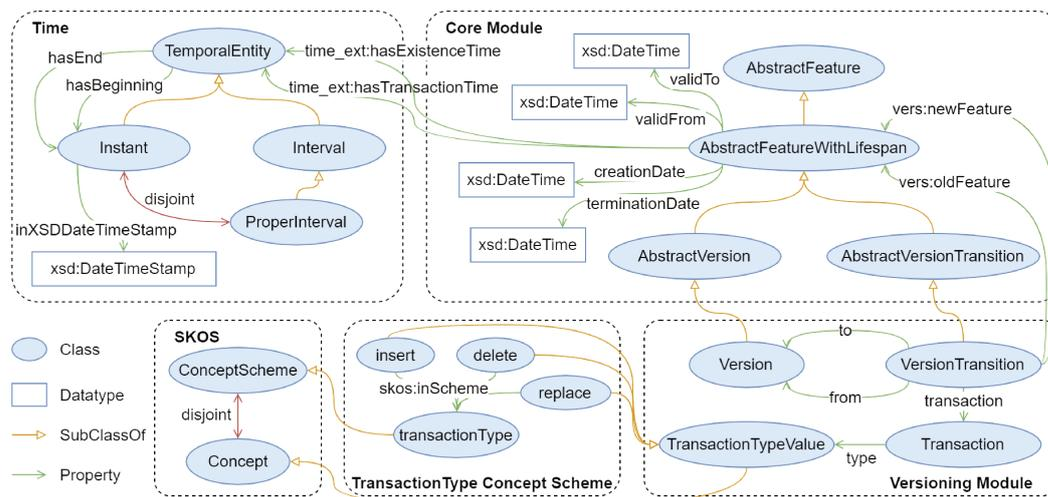 Time
TemporalEntity
hasEnd
hasBeginning
time_ext:hasExistenceTime
time_ext:hasTransactionTime
Instant
Interval
disjoint
ProperInterval
inXSDDateTimeStamp
xsd:DateTimeStamp
Core Module
xsd:DateTime
validTo
AbstractFeature
xsd:DateTime
validFrom
vers:newFeature
AbstractFeatureWithLifespan
xsd:DateTime
creationDate
vers:oldFeature
terminationDate
xsd:DateTime
AbstractVersion
AbstractVersionTransition
Class
Datatype
SubClassOf
Property
SKOS
ConceptScheme
disjoint
Concept
insert
delete
skos:inScheme
replace
transactionType
TransactionType Concept Scheme
to
Version
VersionTransition
from
transaction
TransactionTypeValue
type
Transaction
Versioning Module